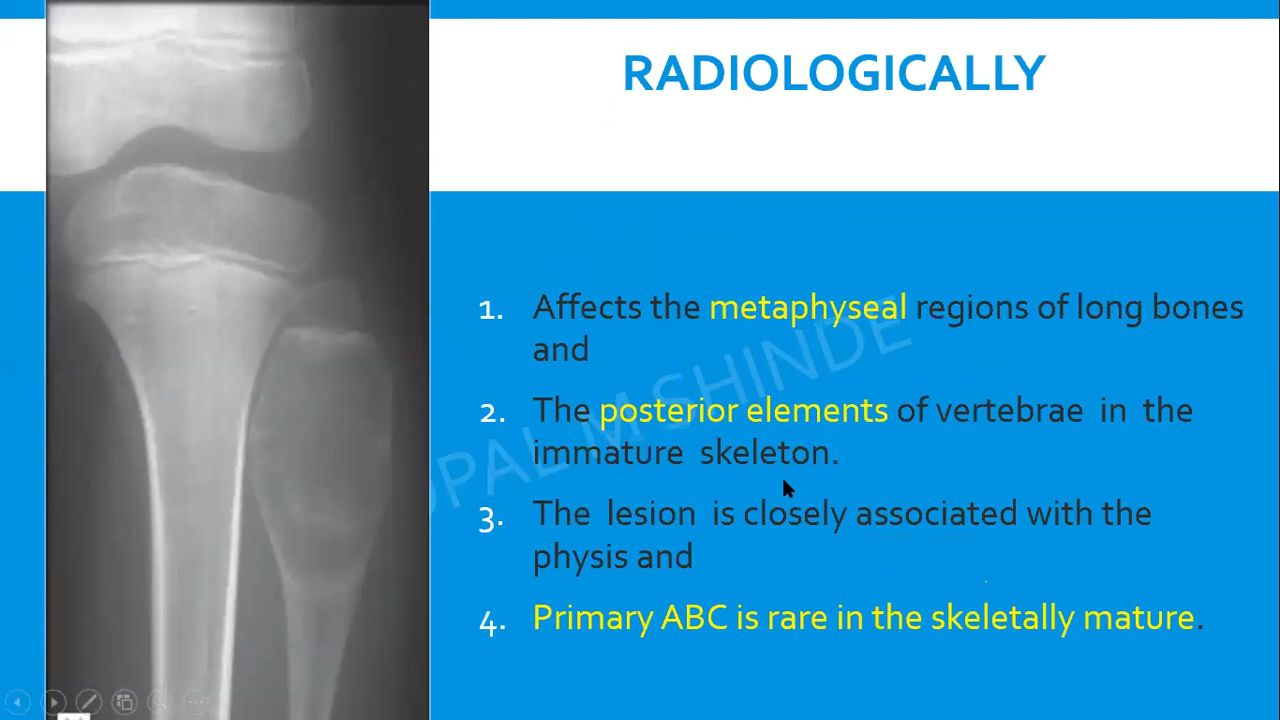 RADIOLOGICALLY
1. Affects the metaphyseal regions of long bones
and
2. The posterior elements of vertebrae in the
immature skeleton.
3. The lesion is closely associated with the
physis and
4. Primary ABC is rare in the skeletally mature.
OPAL M SHINDE